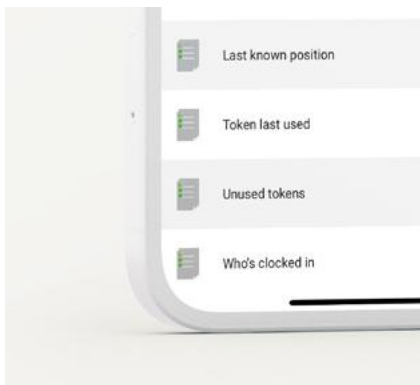 Last known position
Token last used
Unused tokens
Who's clocked in